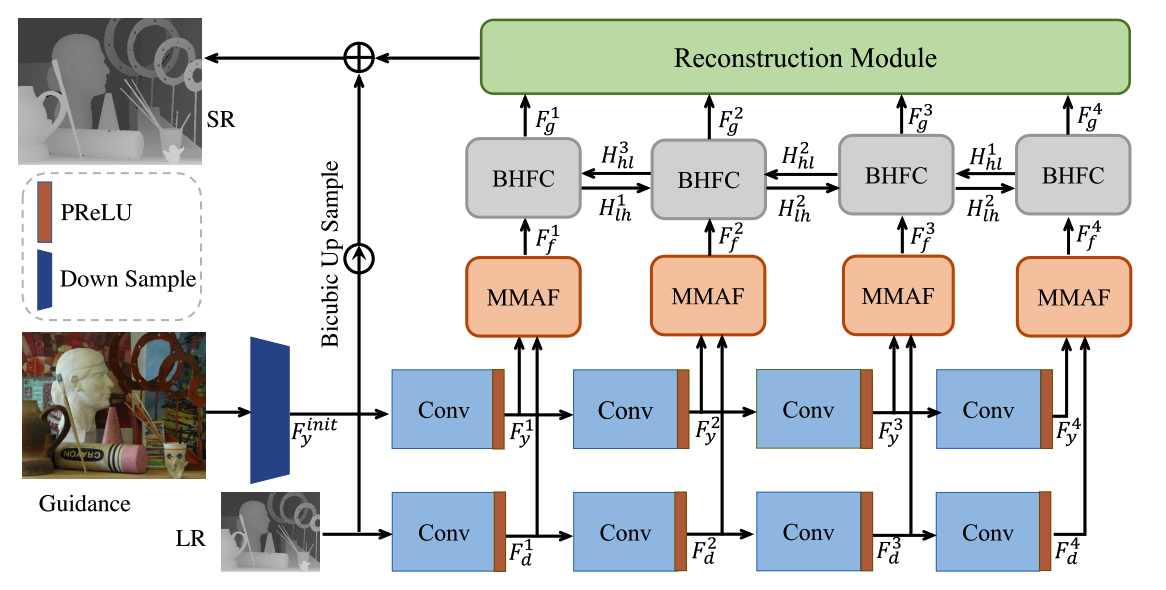 Reconstruction Module
SR
F_g^1
F_g^2
F_g^3
F_g^4
BHFC
H_{hl}^3
H_{lh}^1
BHFC
H_{hl}^2
H_{lh}^2
BHFC
H_{hl}^1
H_{lh}^2
BHFC
PReLU
Down Sample
Bicubic Up Sample
F_f^1
F_f^2
F_f^3
F_f^4
MMAF
MMAF
MMAF
MMAF
CRAYON
Guidance
F_y^{init}
Conv
F_y^1
Conv
F_y^2
Conv
F_y^3
Conv
F_y^4
LR
Conv
F_d^1
Conv
F_d^2
Conv
F_d^3
Conv
F_d^4